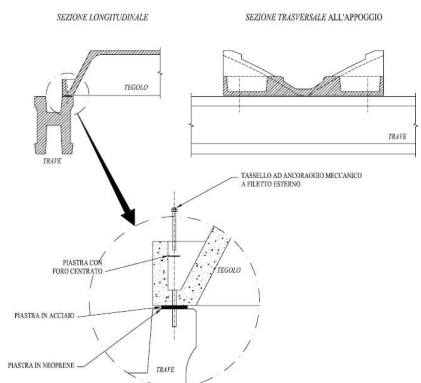 SEZIONE LONGITUDINALE
SEZIONE TRASVERSALE ALL'APPOGGIO
TEGOLO
TRAVE
TRAVE
TASSELLO AD ANCORAGGIO MECCANICO
A FILETTO ESTERNO
PIASTRA CON
FORO CENTRATO
TEGOLO
PIASTRA IN ACCIAIO
PIASTRA IN NEOPRENE
TRAVE